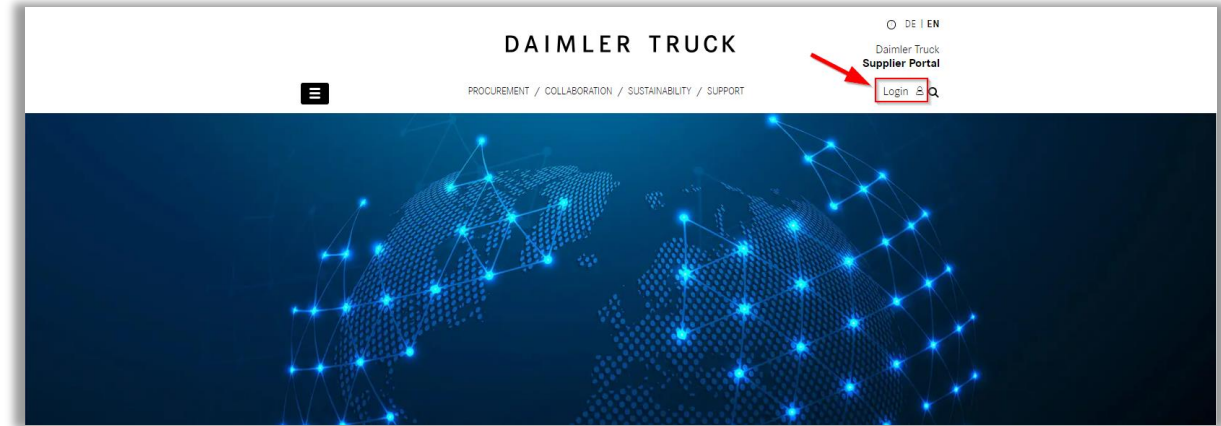 DE | EN
DAIMLER TRUCK
Daimler Truck
Supplier Portal
PROCUREMENT / COLLABORATION / SUSTAINABILITY / SUPPORT
Login